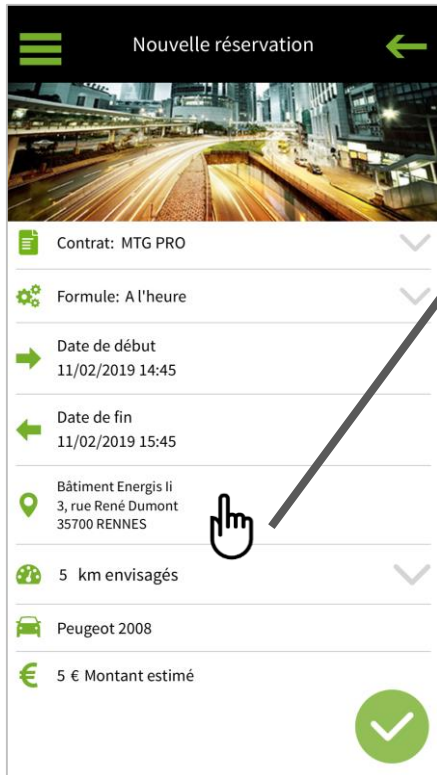 Nouvelle réservation
Contrat: MTG PRO
Formule: A l'heure
Date de début
11/02/2019 14:45
Date de fin
11/02/2019 15:45
Bâtiment Energis Ii
3, rue René Dumont
35700 RENNES
5 km envisagés
Peugeot 2008
5 € Montant estimé